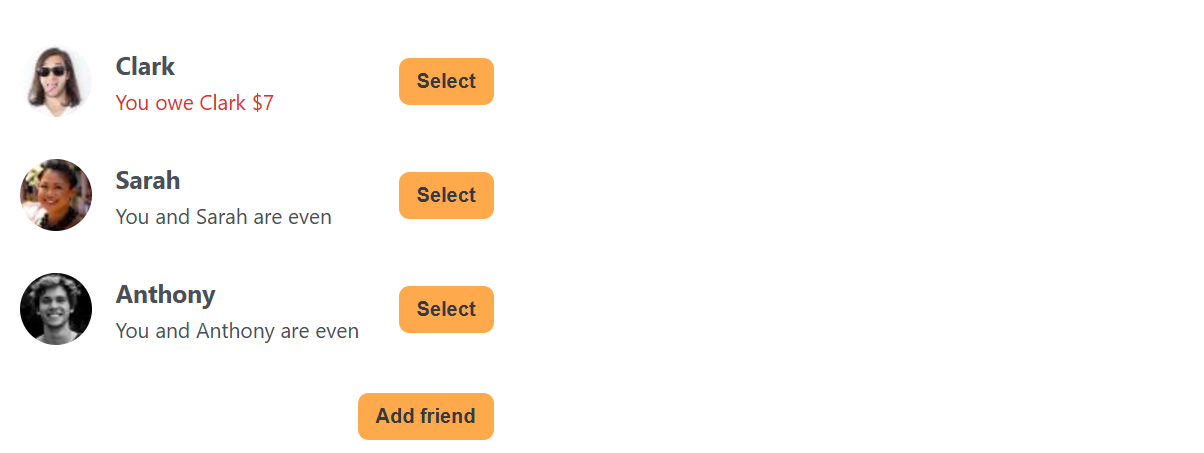 Clark
You owe Clark $7
Select
Sarah
You and Sarah are even
Select
Anthony
You and Anthony are even
Select
Add friend